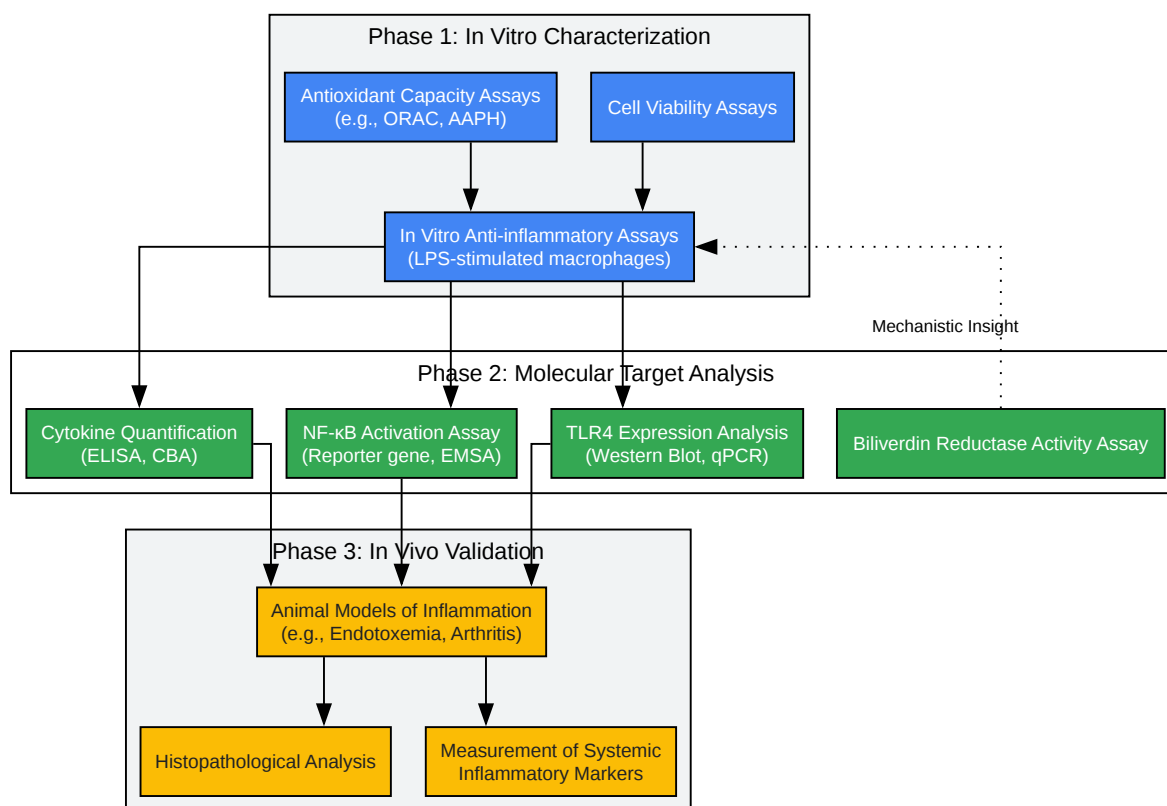 Phase 1: In Vitro Characterization
Antioxidant Capacity Assays
(e.g., ORAC, AAPH)
Cell Viability Assays
In Vitro Anti-inflammatory Assays
(LPS-stimulated macrophages)
Mechanistic Insight
Phase 2: Molecular Target Analysis
Cytokine Quantification
(ELISA, CBA)
NF-κB Activation Assay
(Reporter gene, EMSA)
TLR4 Expression Analysis
(Western Blot, qPCR)
Biliverdin Reductase Activity Assay
Phase 3: In Vivo Validation
Animal Models of Inflammation
(e.g., Endotoxemia, Arthritis)
Histopathological Analysis
Measurement of Systemic
Inflammatory Markers